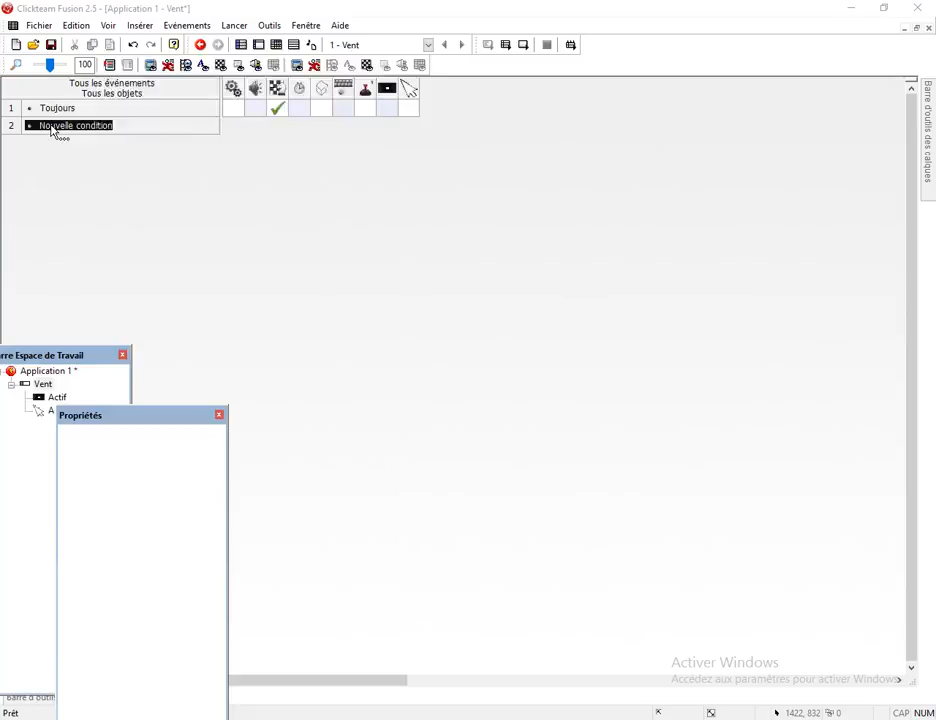 Clickteam Fusion 2.5 - [Application 1 - Vent*]
Fichier Edition Voir Insérer Evénements Lancer Outils Fenêtre Aide
1 - Vent
100
Tous les événements
Tous les objets
1 Toujours
2 Nouvelle condition
Barre d'outils des calques
rre Espace de Travail
Application 1 *
Vent
Actif
A
Propriétés
Activer Windows
Accédez aux paramètres pour activer Windows.
Barre d'outils
Prêt
1422, 832
0
CAP NUM